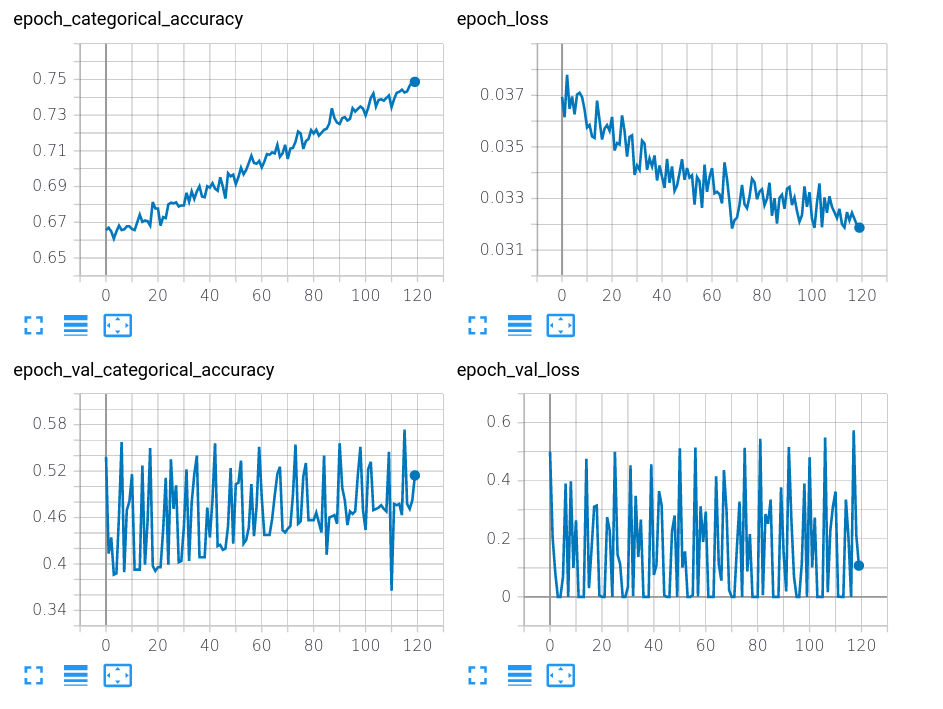 epoch_categorical_accuracy
0.75
0.73
0.71
0.69
0.67
0.65
0 20 40 60 80 100 120
epoch_loss
0.037
0.035
0.033
0.031
0 20 40 60 80 100 120
epoch_val_categorical_accuracy
0.58
0.52
0.46
0.4
0.34
0 20 40 60 80 100 120
epoch_val_loss
0.6
0.4
0.2
0
0 20 40 60 80 100 120